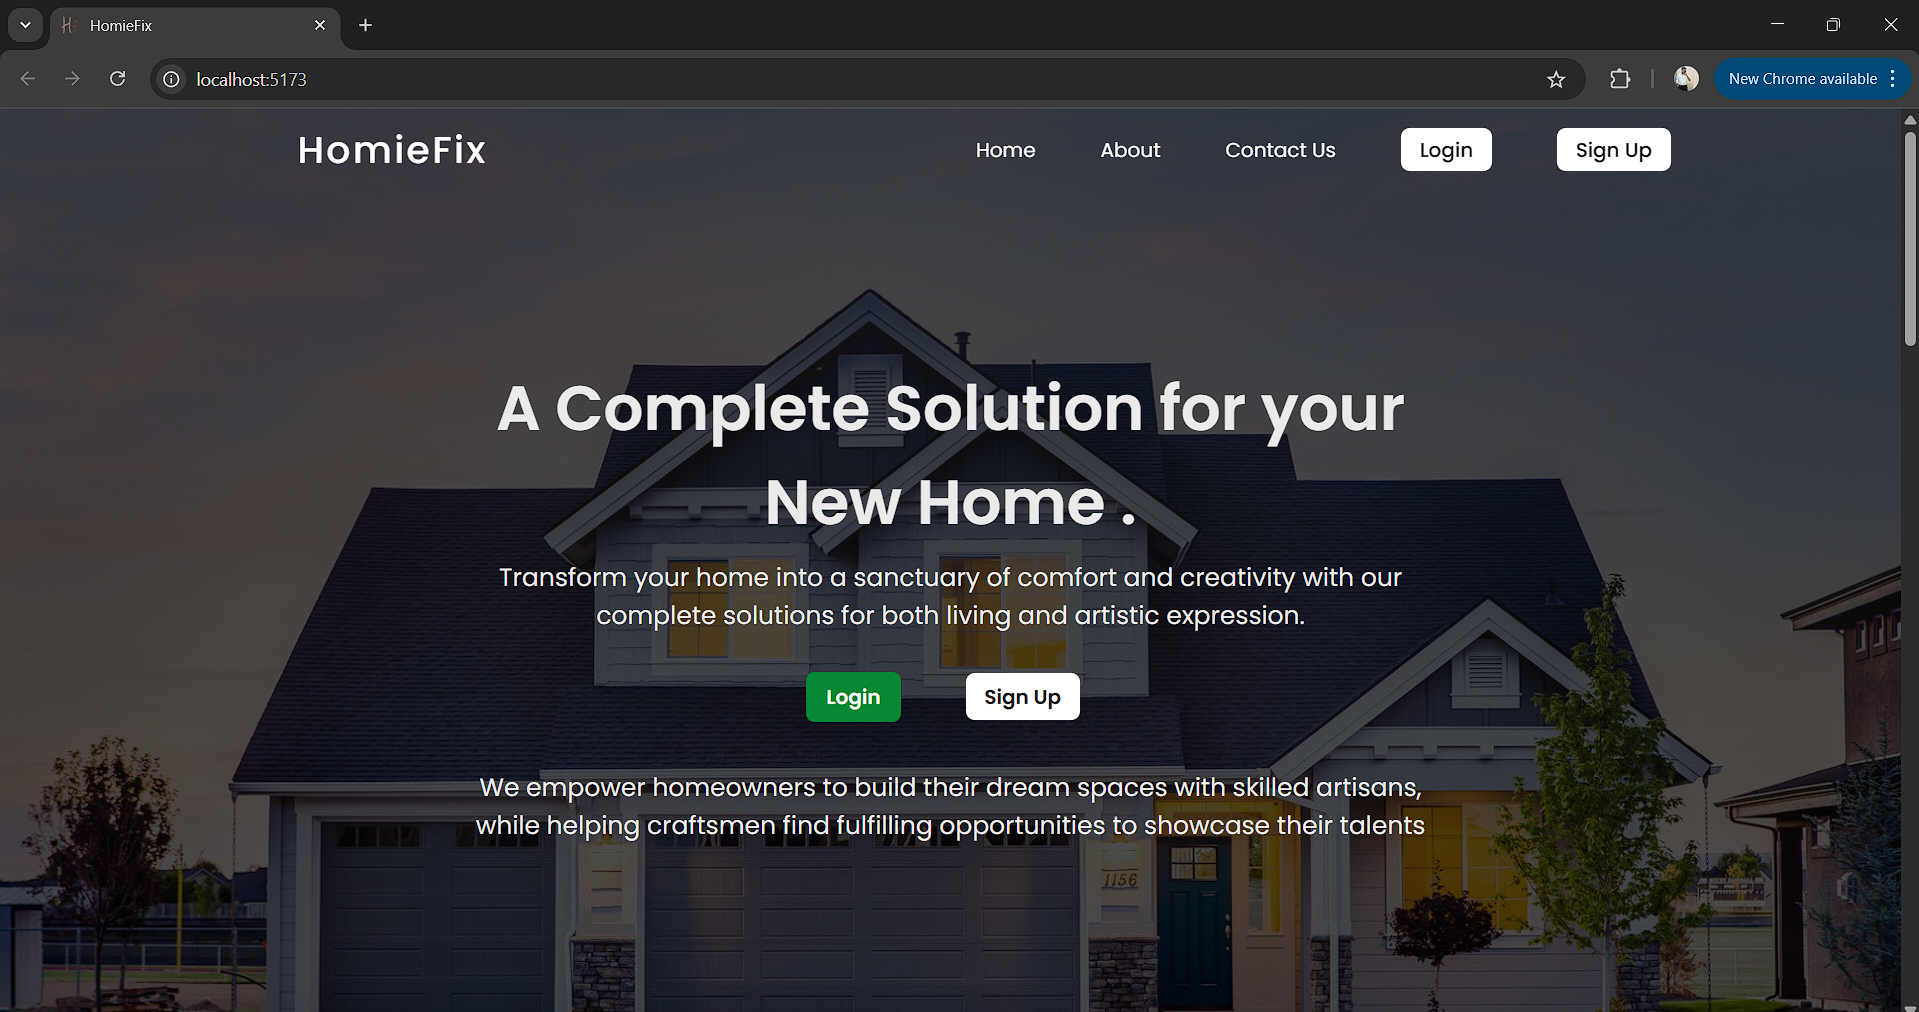 HomieFix
localhost:5173
New Chrome available
HomieFix
Home
About
Contact Us
Login
Sign Up
A Complete Solution for your
New Home .
Transform your home into a sanctuary of comfort and creativity with our
complete solutions for both living and artistic expression.
Login
Sign Up
We empower homeowners to build their dream spaces with skilled artisans,
while helping craftsmen find fulfilling opportunities to showcase their talents
1156